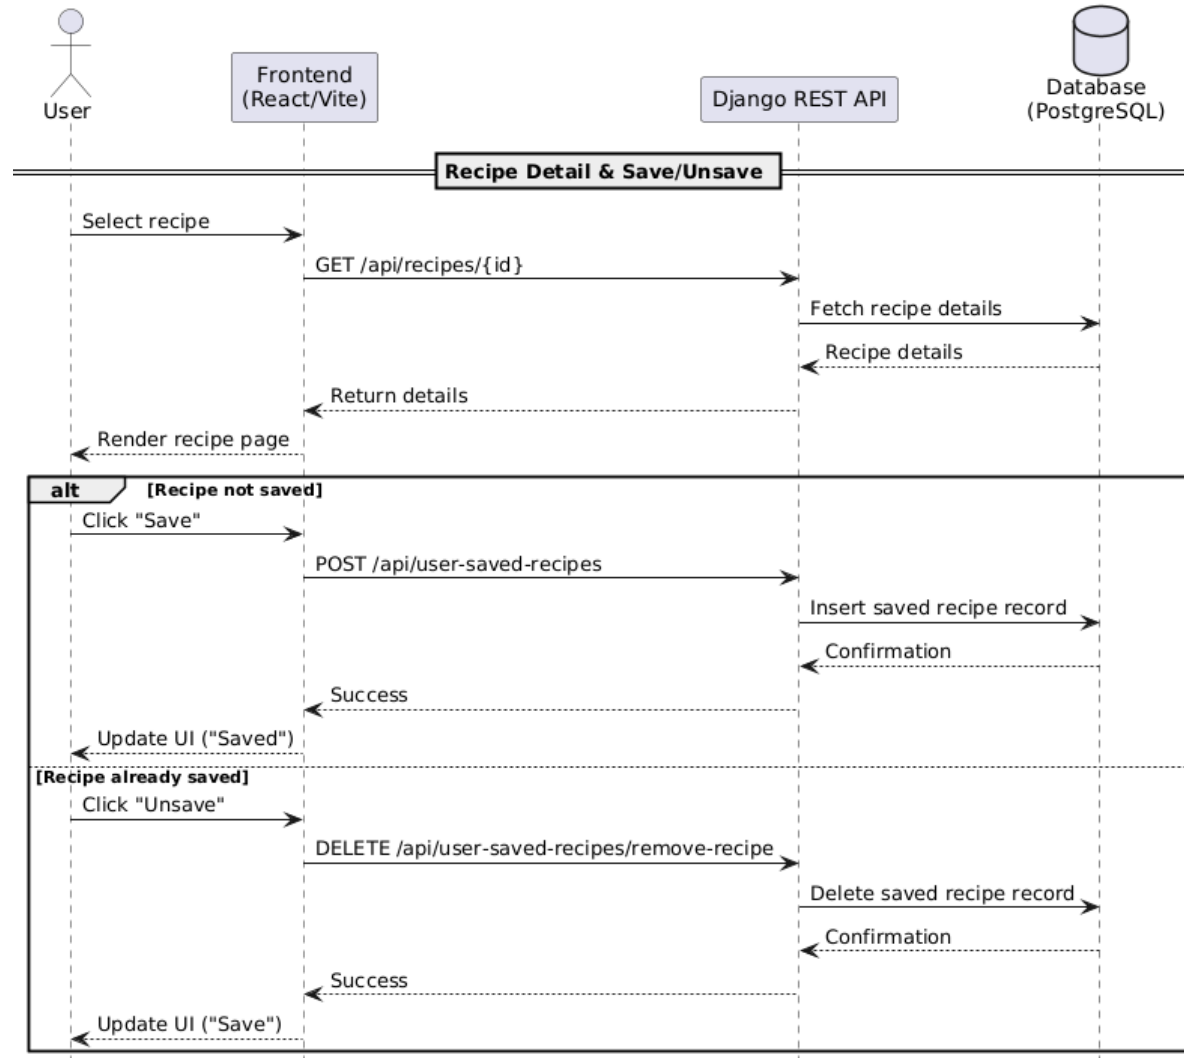 User
Frontend
(React/Vite)
Django REST API
Database
(PostgreSQL)
Recipe Detail & Save/Unsave
Select recipe
GET /api/recipes/{id}
Fetch recipe details
Recipe details
Return details
Render recipe page
alt [Recipe not saved]
Click "Save"
POST /api/user-saved-recipes
Insert saved recipe record
Confirmation
Success
Update UI ("Saved")
[Recipe already saved]
Click "Unsave"
DELETE /api/user-saved-recipes/remove-recipe
Delete saved recipe record
Confirmation
Success
Update UI ("Save")